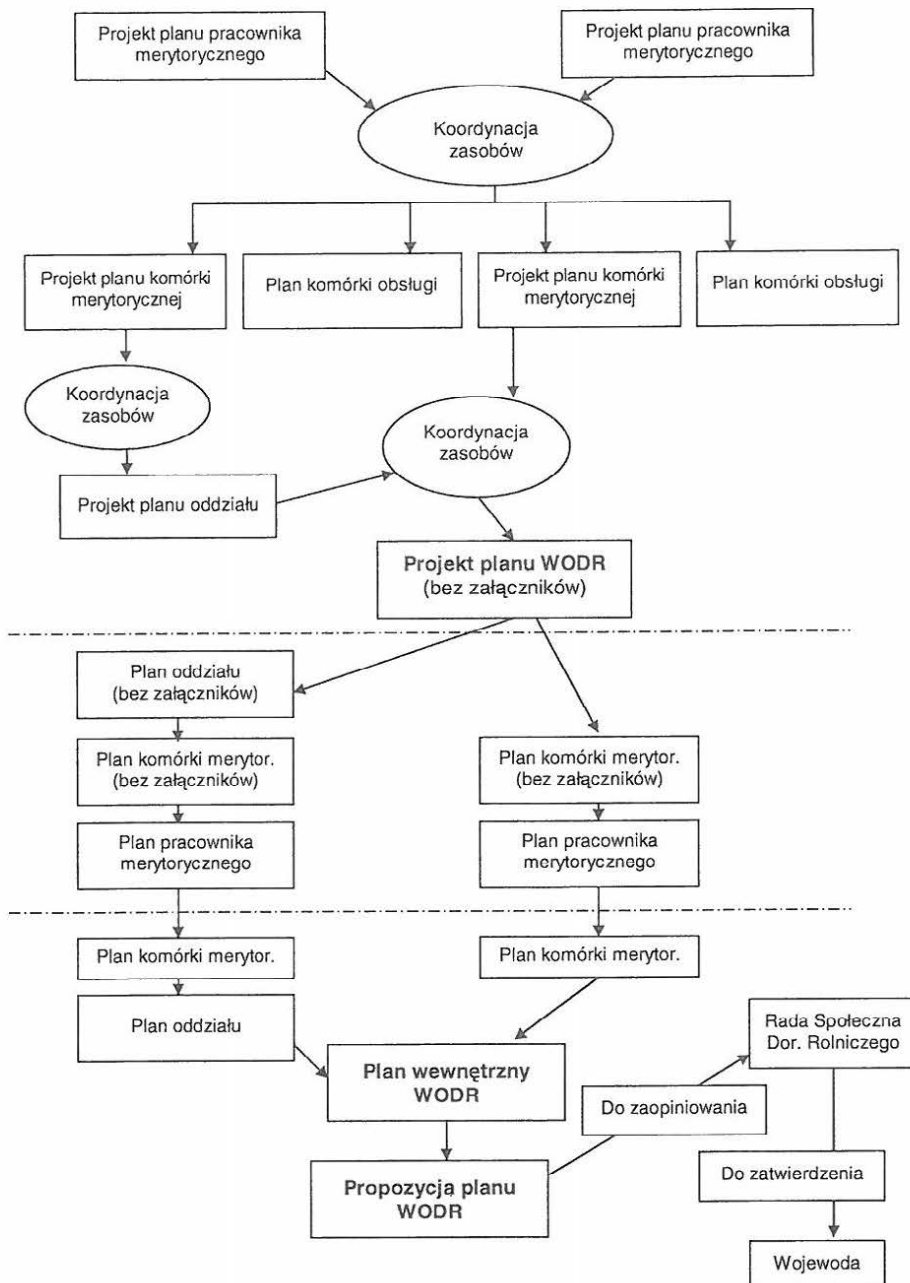 Projekt planu pracownika
merytorycznego
Projekt planu pracownika
merytorycznego
Koordynacja
zasobów
Projekt planu komórki
merytorycznej
Plan komórki obsługi
Projekt planu komórki
merytorycznej
Plan komórki obsługi
Koordynacja
zasobów
Koordynacja
zasobów
Projekt planu oddziału
Projekt planu WODR
(bez załączników)
Plan oddziału
(bez załączników)
Plan komórki merytor.
(bez załączników)
Plan komórki merytor.
(bez załączników)
Plan pracownika
merytorycznego
Plan pracownika
merytorycznego
Plan komórki merytor.
Plan komórki merytor.
Plan oddziału
Rada Społeczna
Dor. Rolniczego
Plan wewnętrzny
WODR
Do zaopiniowania
Propozycją planu
WODR
Do zatwierdzenia
Wojewoda